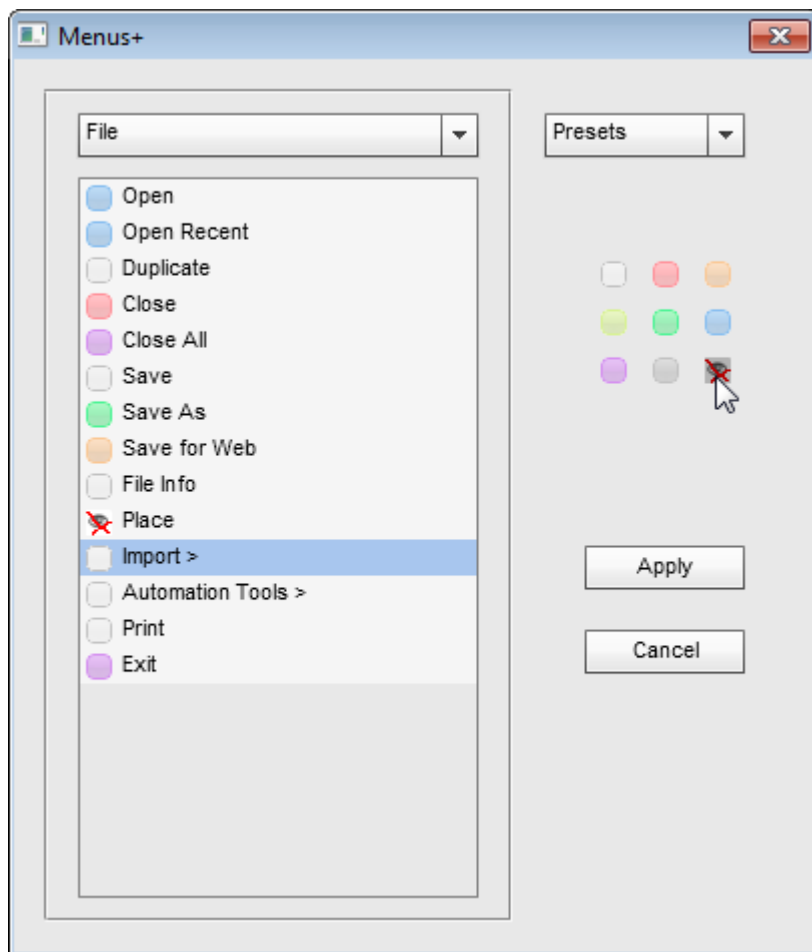 Menus+
File
Presets
Open
Open Recent
Duplicate
Close
Close All
Save
Save As
Save for Web
File Info
Place
Import >
Automation Tools >
Print
Exit
Apply
Cancel